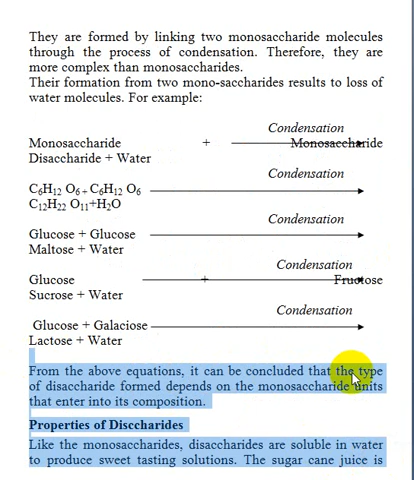 They are formed by linking two monosaccharide molecules
through the process of condensation. Therefore, they are
more complex than monosaccharides.
Their formation from two mono-saccharides results to loss of
water molecules. For example:
Condensation
Monosaccharide + Monosaccharide
Disaccharide + Water
Condensation
C6H12 O6 + C6H12 O6
C12H22 O11+H2O
Condensation
Glucose + Glucose
Maltose + Water
Condensation
Glucose + Fructose
Sucrose + Water
Condensation
Glucose + Galaciose
Lactose + Water
From the above equations, it can be concluded that the type
of disaccharide formed depends on the monosaccharide units
that enter into its composition.
Properties of Disccharides
Like the monosaccharides, disaccharides are soluble in water
to produce sweet tasting solutions. The sugar cane juice is